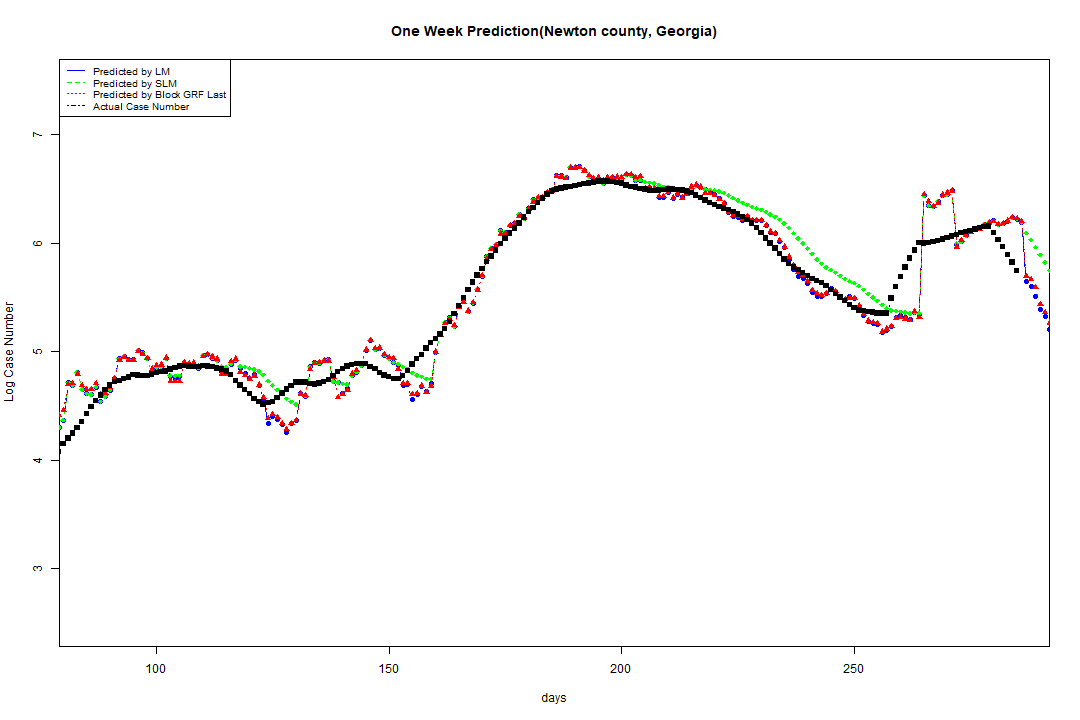 One Week Prediction(Newton county, Georgia)
Predicted by LM
Predicted by SLM
Predicted by Block GRF Last
Actual Case Number
Log Case Number
7
6
5
4
3
100 150 200 250
days